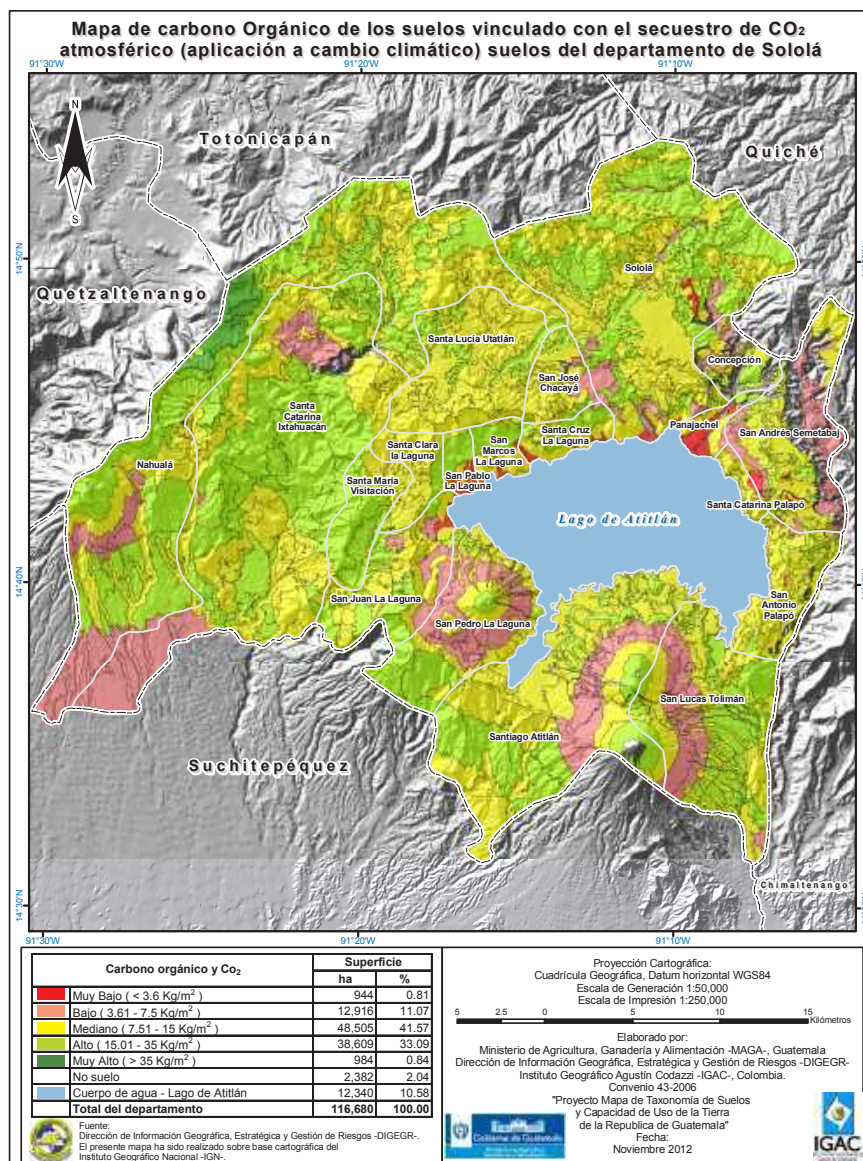 Mapa de carbono Orgánico de los suelos vinculado con el secuestro de CO₂
atmosférico (aplicación a cambio climático) suelos del departamento de Sololá
91°30'W
91°20'W
91°10'W
N
S
Totonicapán
Quiché
14°50'N
Sololá
Quetzaltenango
Santa Lucía Utatlán
Concepción
San José
Chacayá
Santa
Catarina
Ixtahuacán
Panajachel
San Andrés Semetabaj
Santa Cruz
La Laguna
San
Marcos
La Laguna
Santa Clara
la Laguna
Nahualá
San Pablo
La Laguna
Santa María
Visitación
Santa Catarina Palapó
Lago de Atitlán
14°40'N
San Juan La Laguna
San
Antonio
Palapó
San Pedro La Laguna
San Lucas Tolimán
Santiago Atitlán
Suchitepéquez
Chimaltenango
14°30'N
91°30'W
91°20'W
91°10'W
Carbono orgánico y Co₂
Superficie
ha
%
Muy Bajo ( < 3.6 Kg/m² ) 944 0.81
Bajo ( 3.61 - 7.5 Kg/m² ) 12,916 11.07
Mediano ( 7.51 - 15 Kg/m² ) 48,505 41.57
Alto ( 15.01 - 35 Kg/m² ) 38,609 33.09
Muy Alto ( > 35 Kg/m² ) 984 0.84
No suelo 2,382 2.04
Cuerpo de agua - Lago de Atitlán 12,340 10.58
Total del departamento 116,680 100.00
Fuente:
Dirección de Información Geográfica, Estratégica y Gestión de Riesgos -DIGEGR-.
El presente mapa ha sido realizado sobre base cartográfica del
Instituto Geográfico Nacional -IGN-.
Proyección Cartográfica:
Cuadrícula Geográfica, Datum horizontal WGS84
Escala de Generación 1:50,000
Escala de Impresión 1:250,000
5 0 5 10 15
Kilómetros
Elaborado por:
Ministerio de Agricultura, Ganadería y Alimentación -MAGA-, Guatemala
Dirección de Información Geográfica, Estratégica y Gestión de Riesgos -DIGEGR-
Instituto Geográfico Agustín Codazzi -IGAC-, Colombia.
Convenio 43-2006
"Proyecto Mapa de Taxonomía de Suelos
y Capacidad de Uso de la Tierra
de la Republica de Guatemala"
Fecha:
Noviembre 2012
Gobierno de Guatemala
IGAC